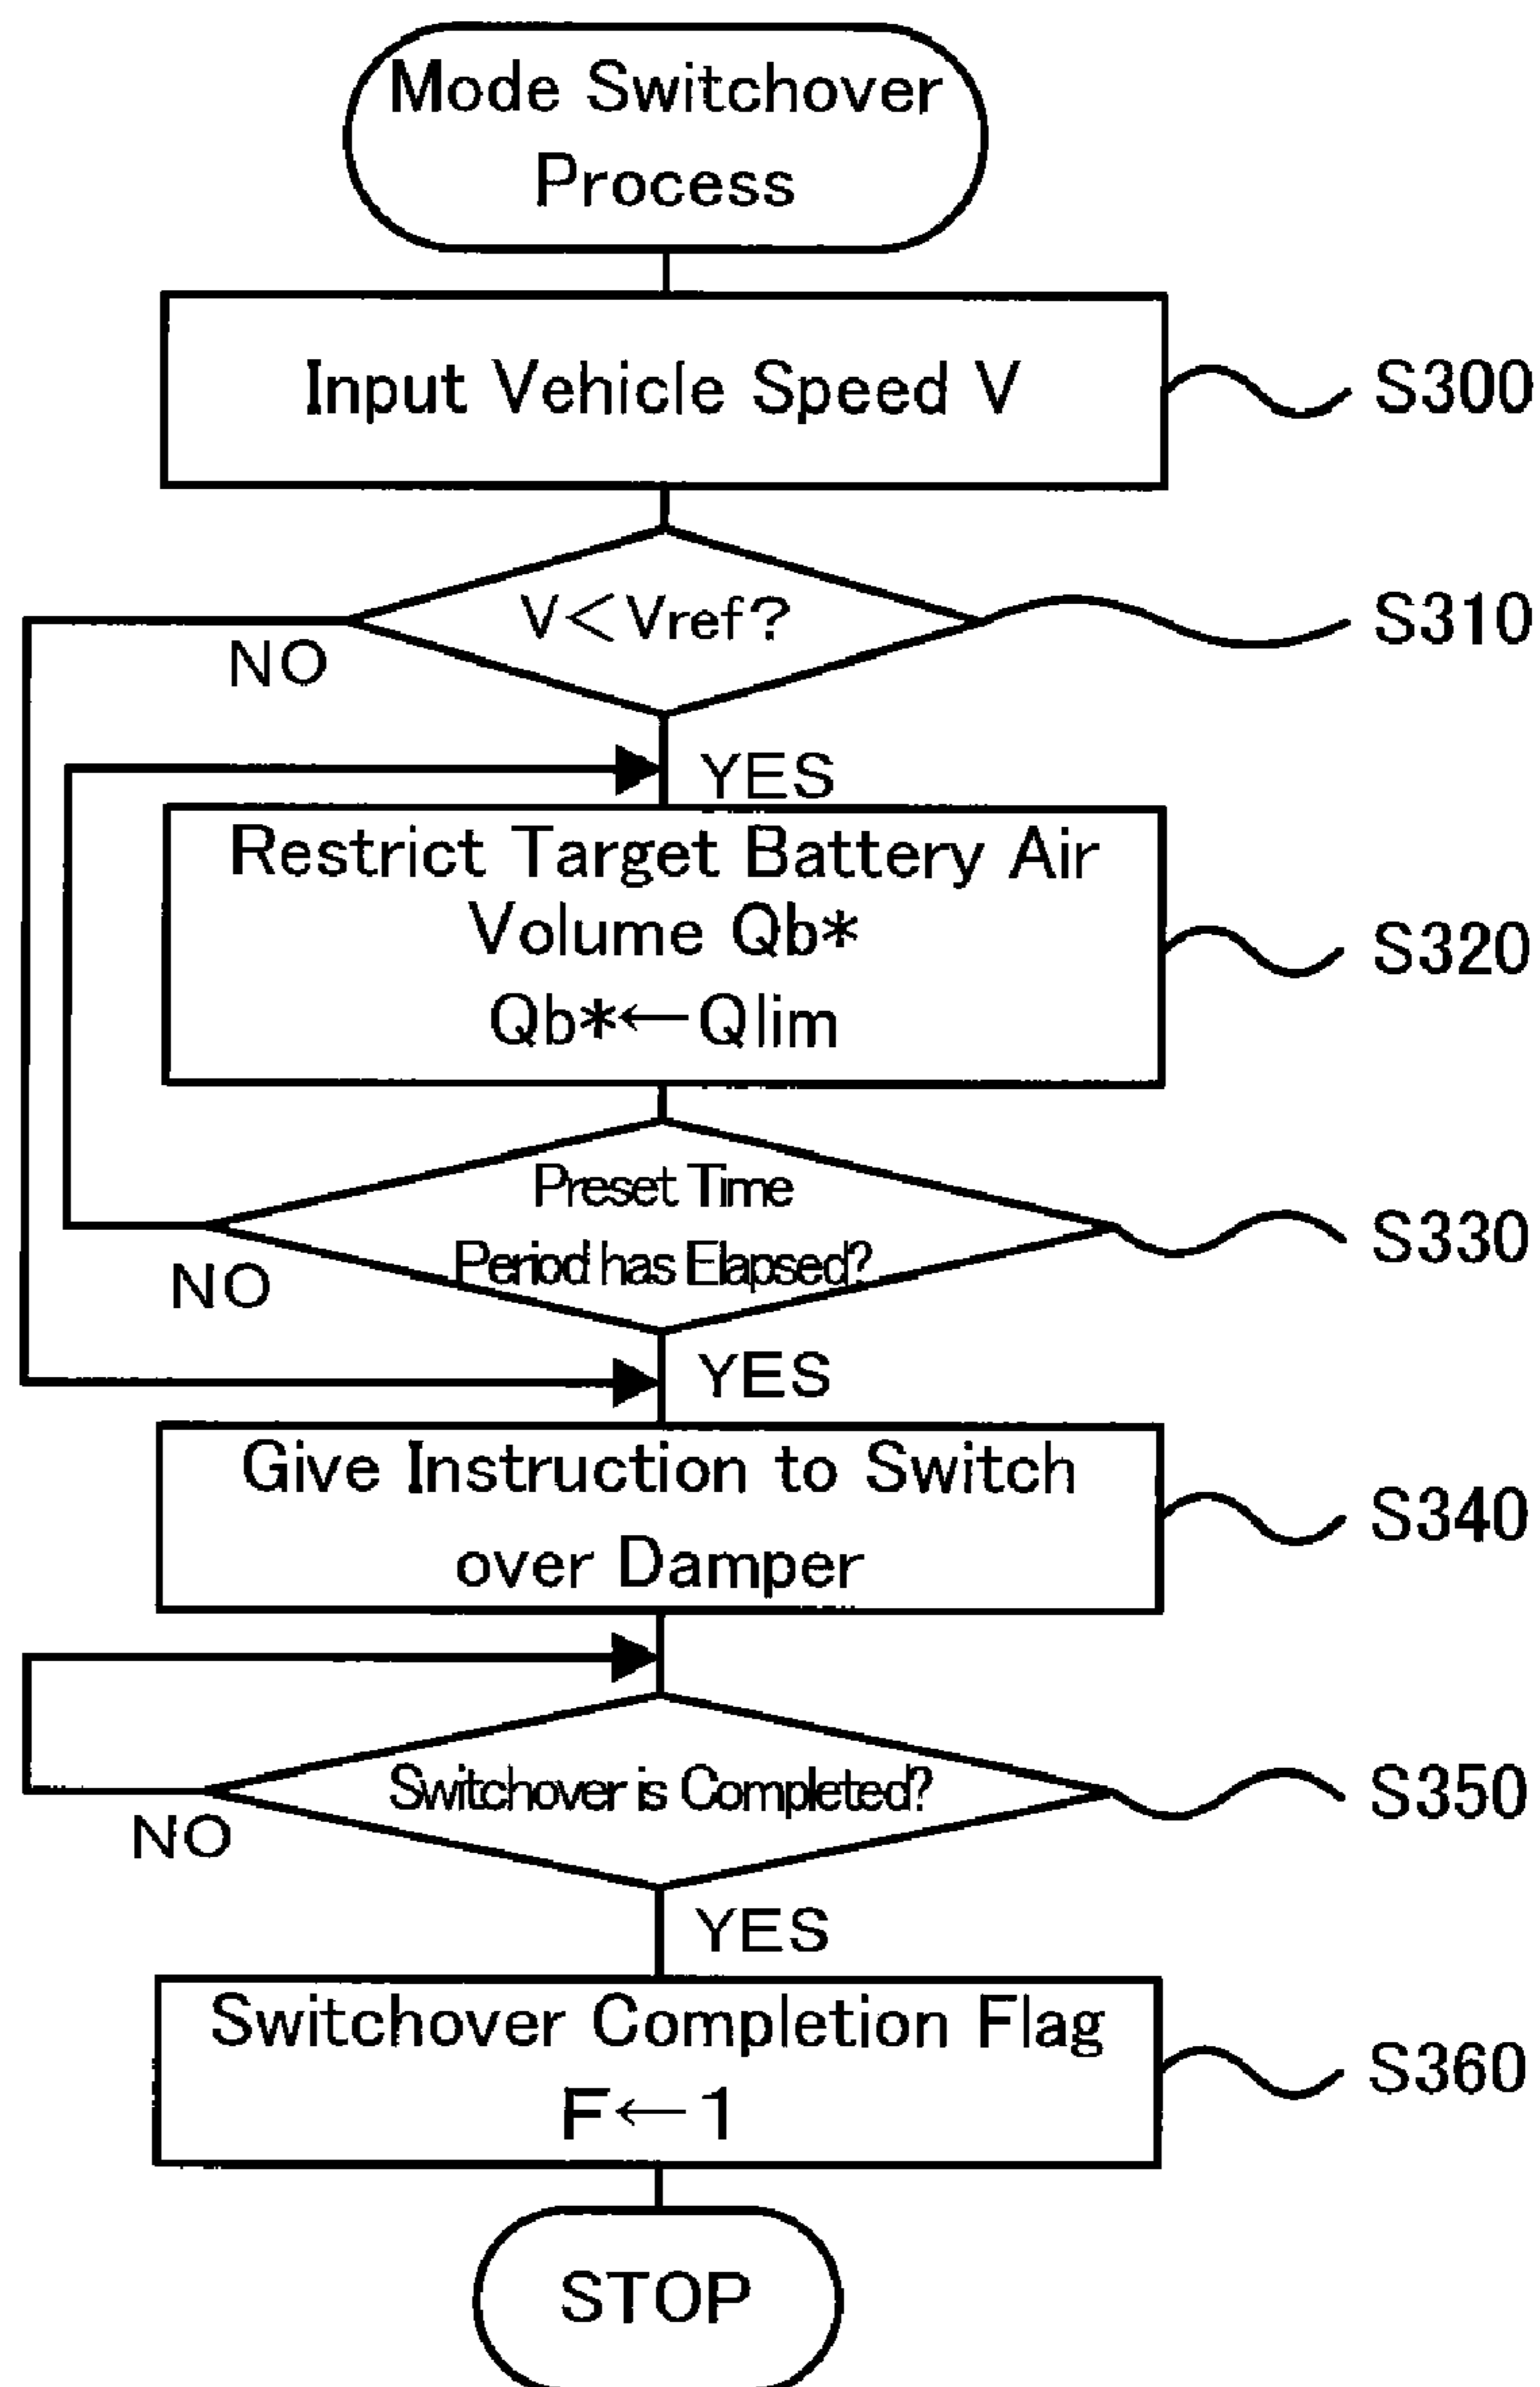 Mode Switchover
Process
Input Vehicle Speed V
S300
V<Vref?
S310
NO
YES
Restrict Target Battery Air
Volume Qb*
Qb*←Qlim
S320
Preset Time
Period has Elapsed?
S330
NO
YES
Give Instruction to Switch
over Damper
S340
Switchover is Completed?
S350
NO
YES
Switchover Completion Flag
F←1
S360
STOP